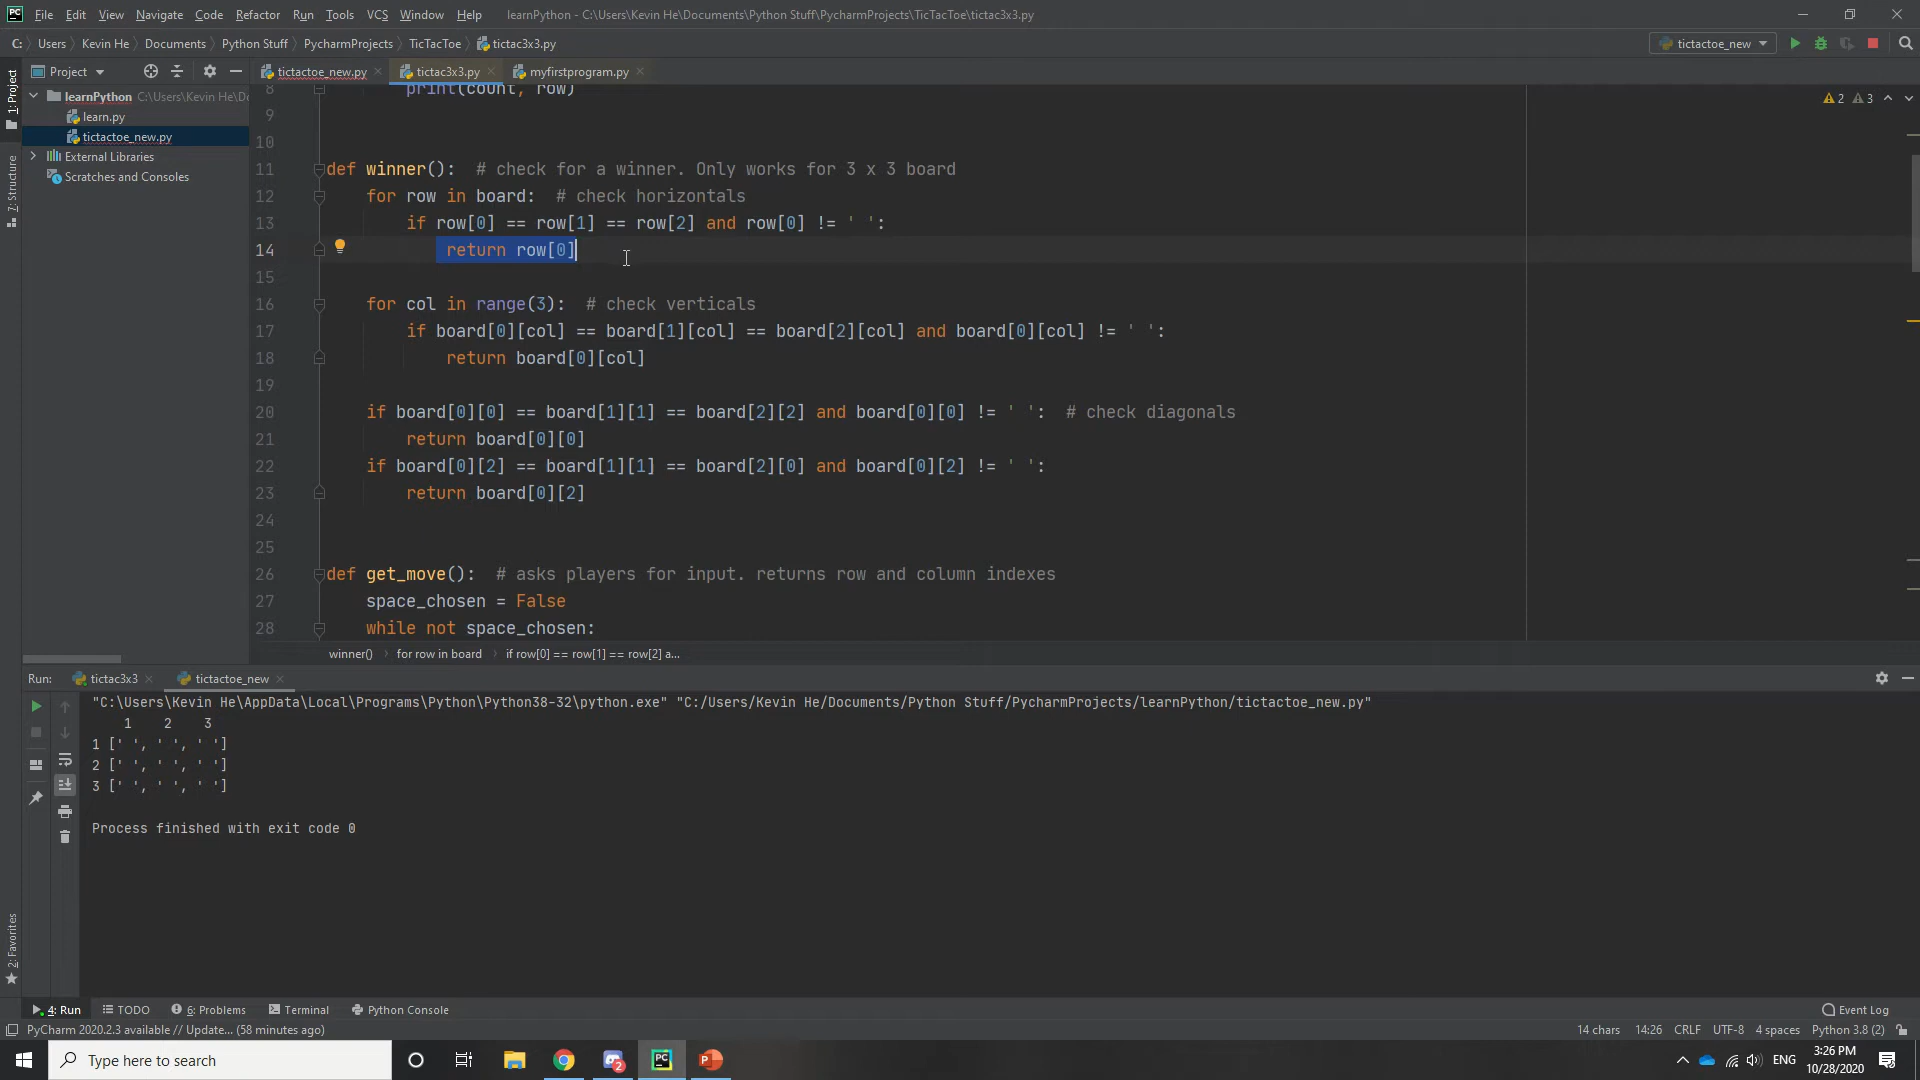 File Edit View Navigate Code Refactor Run Tools VCS Window Help learnPython - C:\Users\Kevin He\Documents\Python Stuff\PycharmProjects\TicTacToe\tictac3x3.py
C: Users Kevin He Documents Python Stuff PycharmProjects TicTacToe tictac3x3.py tictactoe_new
Project tictactoe_new.py tictac3x3.py myfirstprogram.py
learnPython C:\Users\Kevin He\Do
learn.py
tictactoe_new.py
External Libraries
Scratches and Consoles
1: Project
7: Structure
2: Favorites
2 3
8 print(count, row)
9
10
11 def winner(): # check for a winner. Only works for 3 x 3 board
12 for row in board: # check horizontals
13 if row[0] == row[1] == row[2] and row[0] != ' ':
14 return row[0]
15
16 for col in range(3): # check verticals
17 if board[0][col] == board[1][col] == board[2][col] and board[0][col] != ' ':
18 return board[0][col]
19
20 if board[0][0] == board[1][1] == board[2][2] and board[0][0] != ' ': # check diagonals
21 return board[0][0]
22 if board[0][2] == board[1][1] == board[2][0] and board[0][2] != ' ':
23 return board[0][2]
24
25
26 def get_move(): # asks players for input. returns row and column indexes
27 space_chosen = False
28 while not space_chosen:
winner() for row in board if row[0] == row[1] == row[2] a...
Run: tictac3x3 tictactoe_new
"C:\Users\Kevin He\AppData\Local\Programs\Python\Python38-32\python.exe" "C:/Users/Kevin He/Documents/Python Stuff/PycharmProjects/learnPython/tictactoe_new.py"
1 2 3
1 [' ', ' ', ' ']
2 [' ', ' ', ' ']
3 [' ', ' ', ' ']
Process finished with exit code 0
4: Run TODO 6: Problems Terminal Python Console Event Log
PyCharm 2020.2.3 available // Update... (58 minutes ago) 14 chars 14:26 CRLF UTF-8 4 spaces Python 3.8 (2)
Type here to search
2
ENG
3:26 PM
10/28/2020